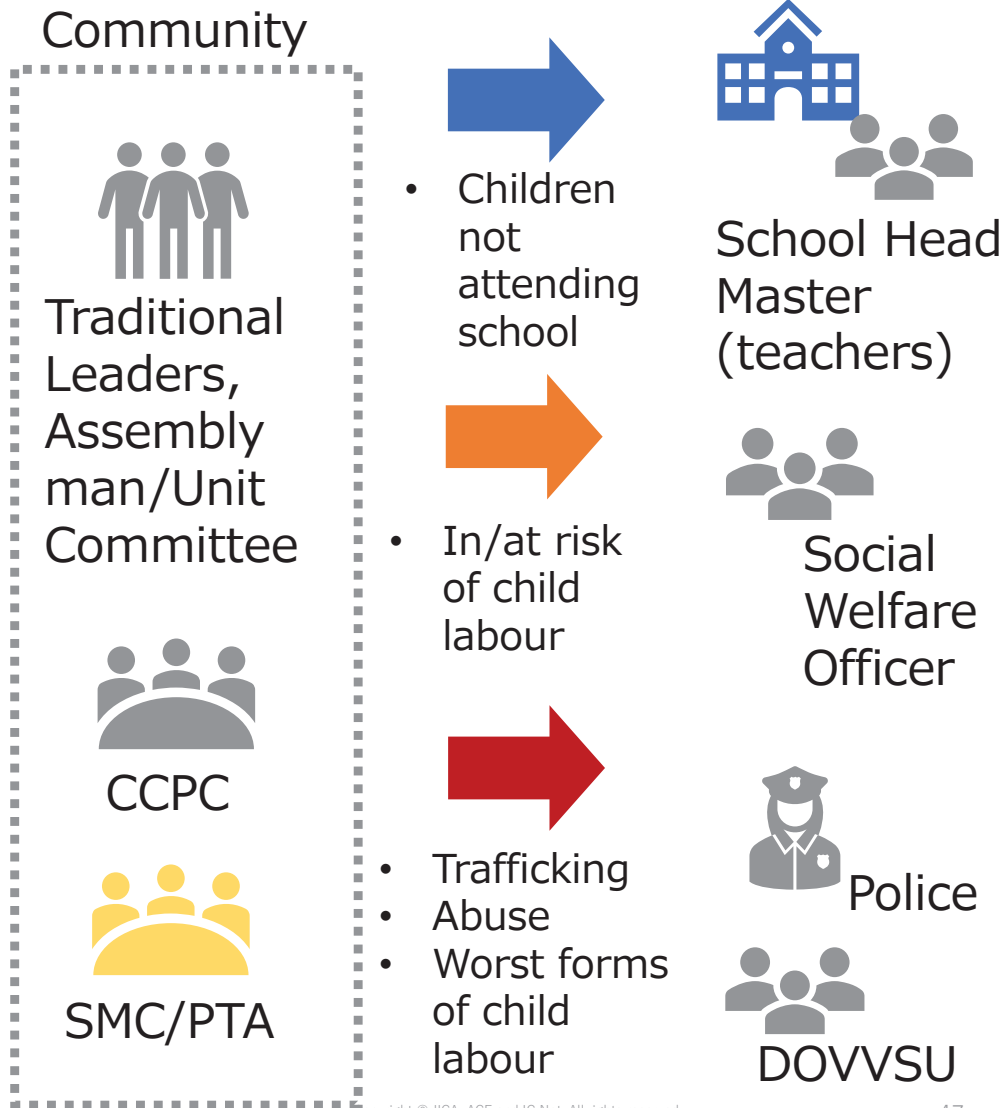 Community
Traditional
Leaders,
Assembly
man/Unit
Committee
CCPC
SMC/PTA
• Children
not
attending
school
• In/at risk
of child
labour
• Trafficking
• Abuse
• Worst forms
of child
labour
School Head
Master
(teachers)
Social
Welfare
Officer
Police
DOVVSU